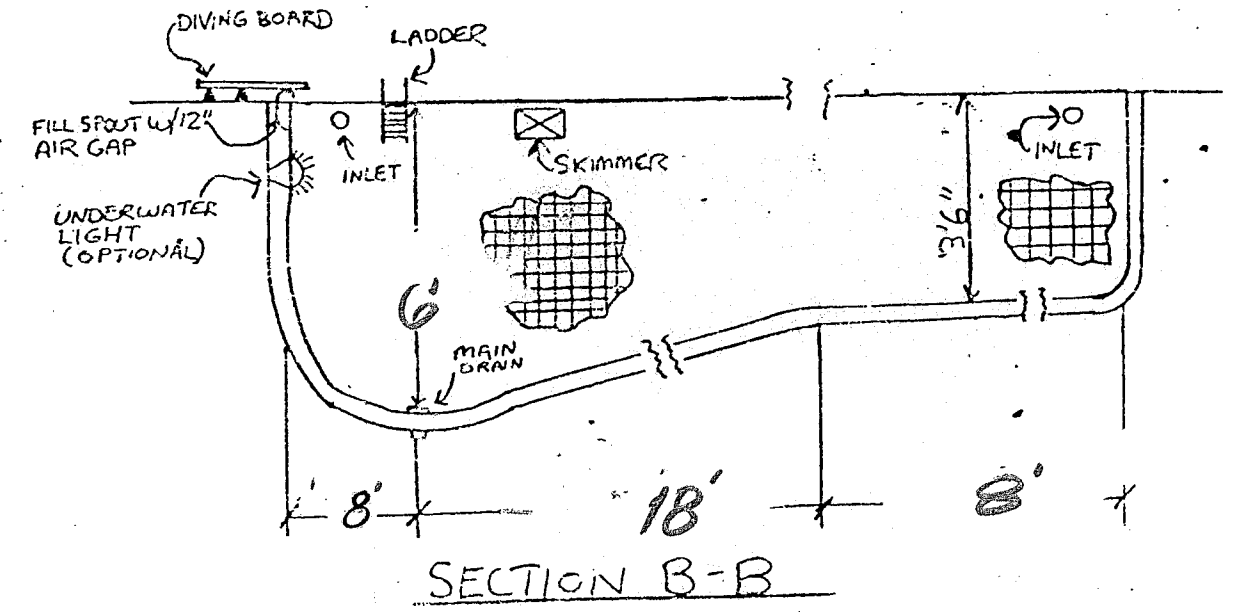 DIVING BOARD
LADDER
FILL SPOUT W/12"
AIR GAP
INLET
SKIMMER
INLET
UNDERWATER
LIGHT
(OPTIONAL)
3'6"
6'
MAIN
DRAIN
8'
18'
8'
SECTION B-B